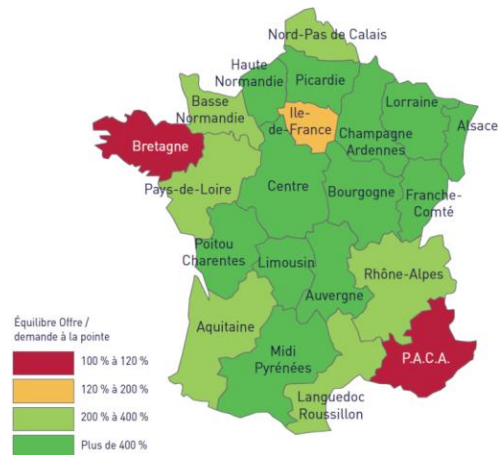 Nord-Pas de Calais
Haute
Normandie
Picardie
Basse
Normandie
Ile-
de-France
Lorraine
Champagne
Ardennes
Alsace
Bretagne
Pays-de-Loire
Centre
Bourgogne
Franche-
Comté
Poitou
Charentes
Limousin
Auvergne
Rhône-Alpes
Aquitaine
Midi
Pyrénées
Languedoc
Roussillon
P.A.C.A.
Équilibre Offre /
demande à la pointe
100 % à 120 %
120 % à 200 %
200 % à 400 %
Plus de 400 %